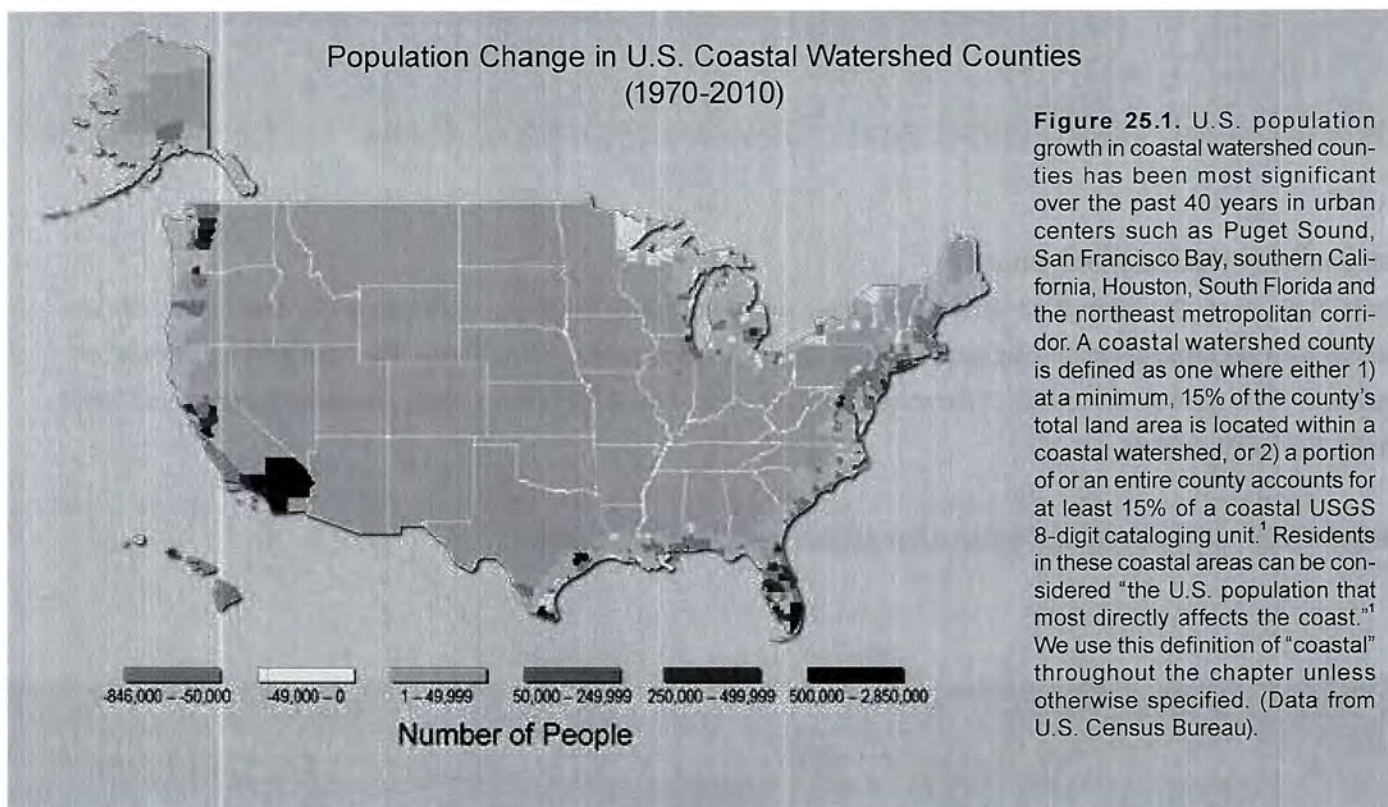 Population Change in U.S. Coastal Watershed Counties
(1970-2010)
Figure 25.1. U.S. population
growth in coastal watershed coun-
ties has been most significant
over the past 40 years in urban
centers such as Puget Sound,
San Francisco Bay, southern Cali-
fornia, Houston, South Florida and
the northeast metropolitan corri-
dor. A coastal watershed county
is defined as one where either 1)
at a minimum, 15% of the county's
total land area is located within a
coastal watershed, or 2) a portion
of or an entire county accounts for
at least 15% of a coastal USGS
8-digit cataloging unit.¹ Residents
in these coastal areas can be con-
sidered "the U.S. population that
most directly affects the coast."¹
We use this definition of "coastal"
throughout the chapter unless
otherwise specified. (Data from
U.S. Census Bureau).
-846,000 – -50,000 -49,000 – 0 1 – 49,999 50,000 – 249,999 250,000 – 499,999 500,000 – 2,850,000
Number of People